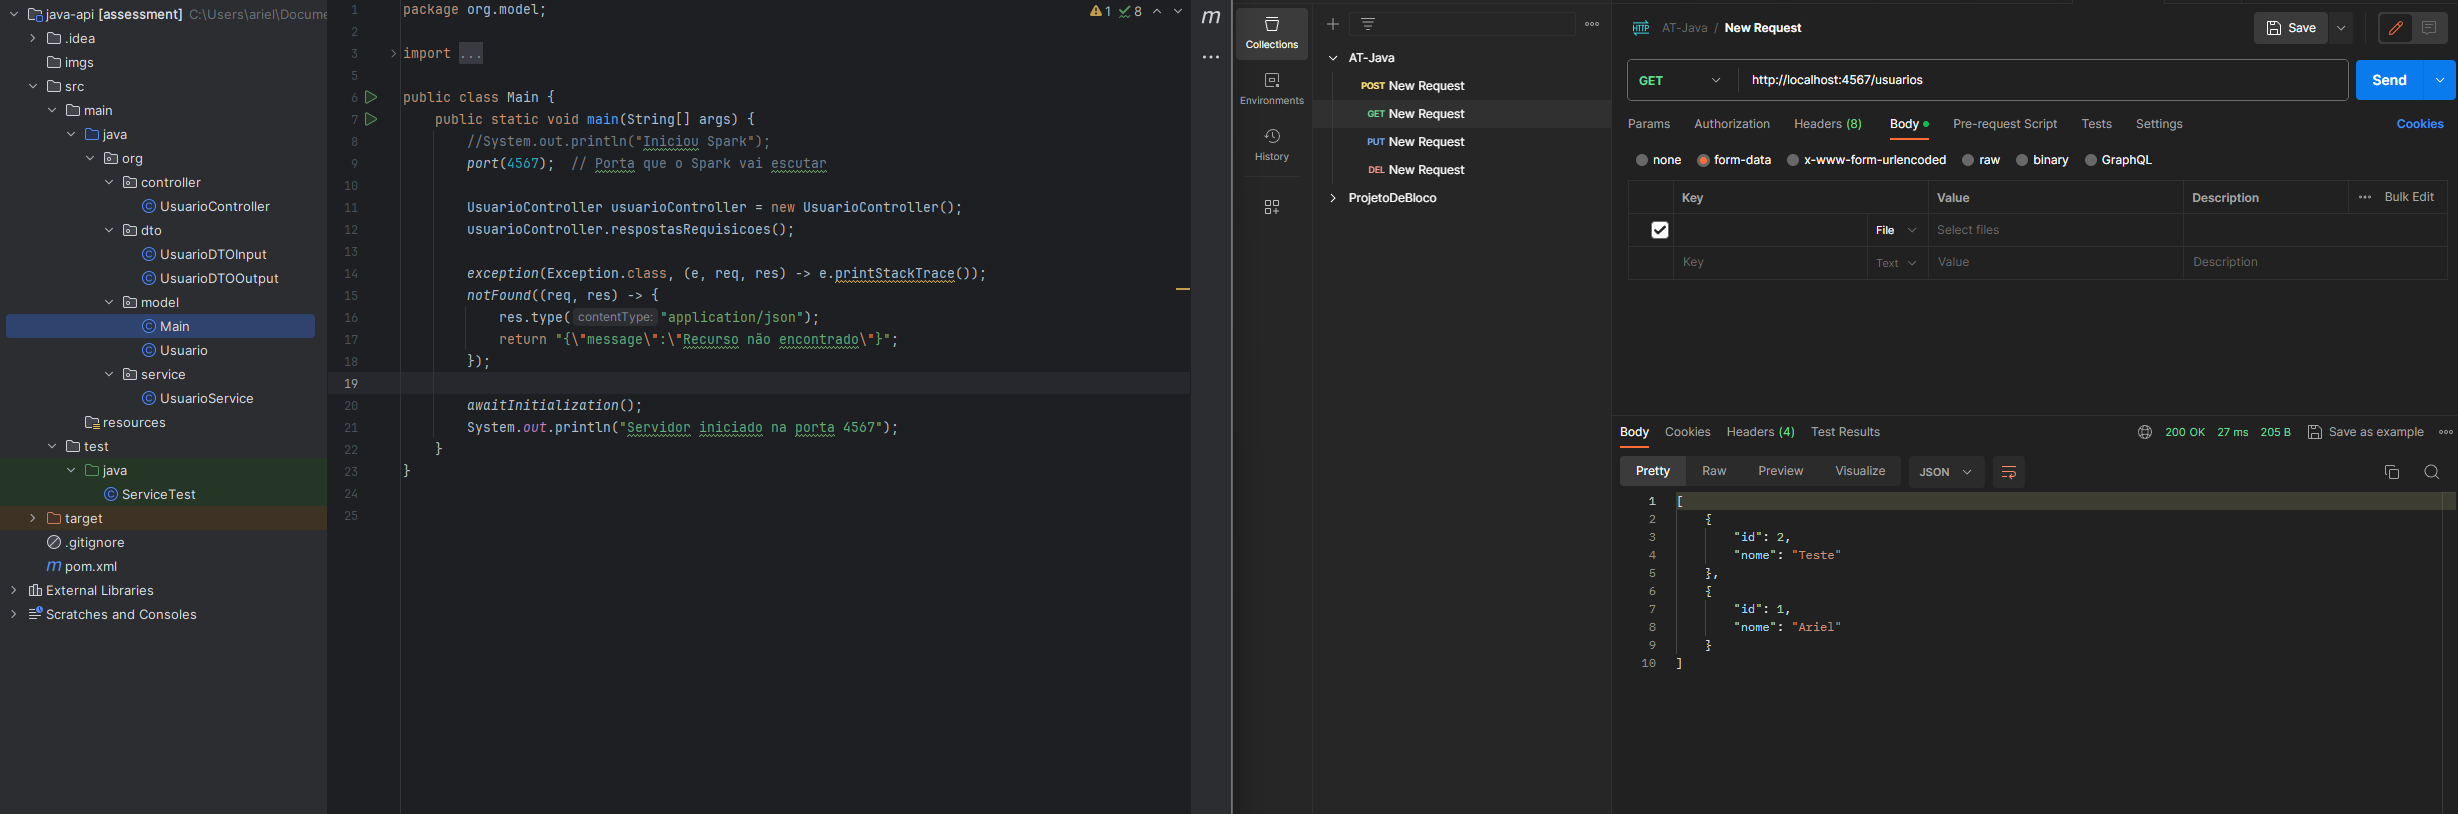 java-api [assessment] C:\Users\ariel\Docume
.idea
imgs
src
main
java
org
controller
UsuarioController
dto
UsuarioDTOInput
UsuarioDTOOutput
model
Main
Usuario
service
UsuarioService
resources
test
java
ServiceTest
target
.gitignore
pom.xml
External Libraries
Scratches and Consoles
1 package org.model;
2
3 import ...
5
6 public class Main {
7 public static void main(String[] args) {
8 //System.out.println("Iniciou Spark");
9 port(4567); // Porta que o Spark vai escutar
10
11 UsuarioController usuarioController = new UsuarioController();
12 usuarioController.respostasRequisicoes();
13
14 exception(Exception.class, (e, req, res) -> e.printStackTrace());
15 notFound((req, res) -> {
16 res.type( contentType: "application/json");
17 return "{\"message\":\"Recurso não encontrado\"}";
18 });
19
20 awaitInitialization();
21 System.out.println("Servidor iniciado na porta 4567");
22 }
23 }
24
25
1 8
m
Collections
Environments
History
AT-Java
POST New Request
GET New Request
PUT New Request
DEL New Request
ProjetoDeBloco
HTTP AT-Java / New Request
Save
GET http://localhost:4567/usuarios
Send
Params Authorization Headers (8) Body Pre-request Script Tests Settings Cookies
none form-data x-www-form-urlencoded raw binary GraphQL
Key Value Description Bulk Edit
File Select files
Key Text Value Description
Body Cookies Headers (4) Test Results 200 OK 27 ms 205 B Save as example
Pretty Raw Preview Visualize JSON
1 [
2 {
3 "id": 2,
4 "nome": "Teste"
5 },
6 {
7 "id": 1,
8 "nome": "Ariel"
9 }
10 ]